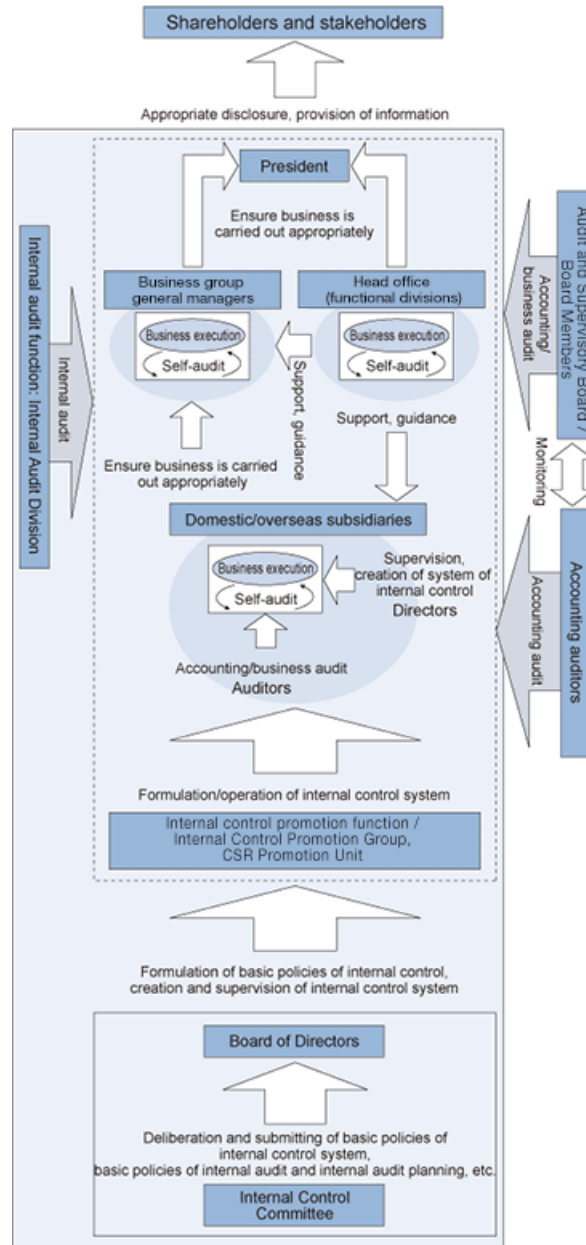 Shareholders and stakeholders
Appropriate disclosure, provision of information
President
Ensure business is
carried out appropriately
Business group
general managers
Head office
(functional divisions)
Business execution
Self-audit
Business execution
Self-audit
Support, guidance
Support, guidance
Ensure business is carried
out appropriately
Domestic/overseas subsidiaries
Business execution
Self-audit
Supervision,
creation of system of
internal control
Directors
Accounting/business audit
Auditors
Formulation/operation of internal control system
Internal control promotion function /
Internal Control Promotion Group,
CSR Promotion Unit
Formulation of basic policies of internal control,
creation and supervision of internal control system
Board of Directors
Deliberation and submitting of basic policies of
internal control system,
basic policies of internal audit and internal audit planning, etc.
Internal Control
Committee
Internal audit function: Internal Audit Division
Internal audit
Audit and Supervisory Board /
Board Members
Accounting/
business audit
Monitoring
Accounting auditors
Accounting audit